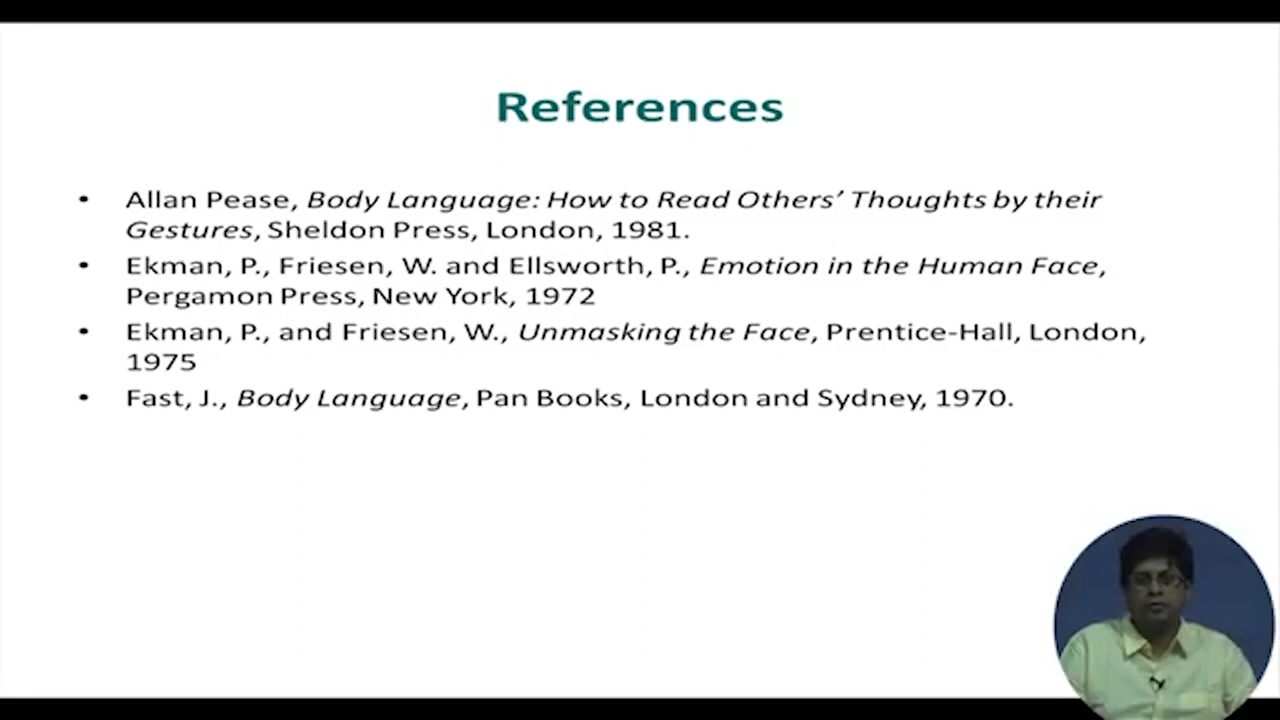 References
• Allan Pease, Body Language: How to Read Others’ Thoughts by their
Gestures, Sheldon Press, London, 1981.
• Ekman, P., Friesen, W. and Ellsworth, P., Emotion in the Human Face,
Pergamon Press, New York, 1972
• Ekman, P., and Friesen, W., Unmasking the Face, Prentice-Hall, London,
1975
• Fast, J., Body Language, Pan Books, London and Sydney, 1970.